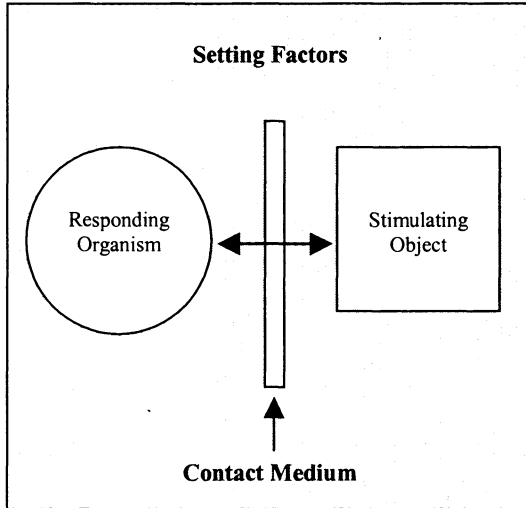 Setting Factors
Responding
Organism
Stimulating
Object
Contact Medium